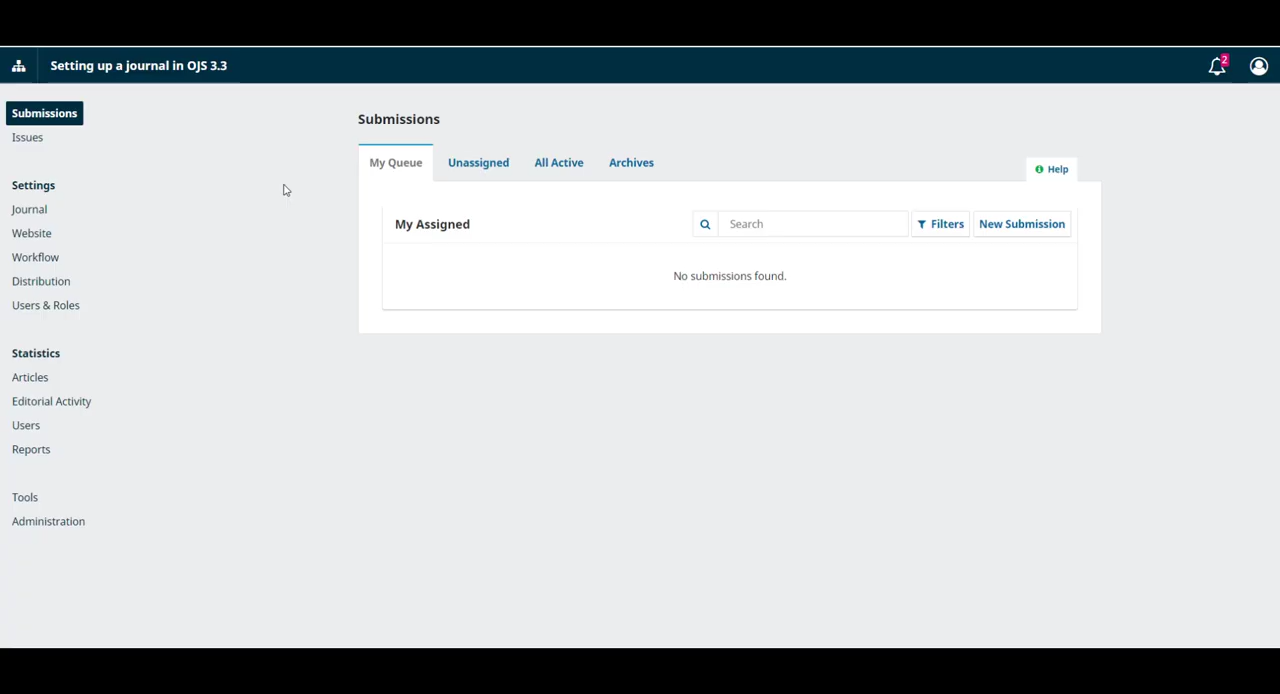 Setting up a journal in OJS 3.3
2
Submissions
Issues
Settings
Journal
Website
Workflow
Distribution
Users & Roles
Statistics
Articles
Editorial Activity
Users
Reports
Tools
Administration
Submissions
My Queue Unassigned All Active Archives
Help
My Assigned Search Filters New Submission
No submissions found.